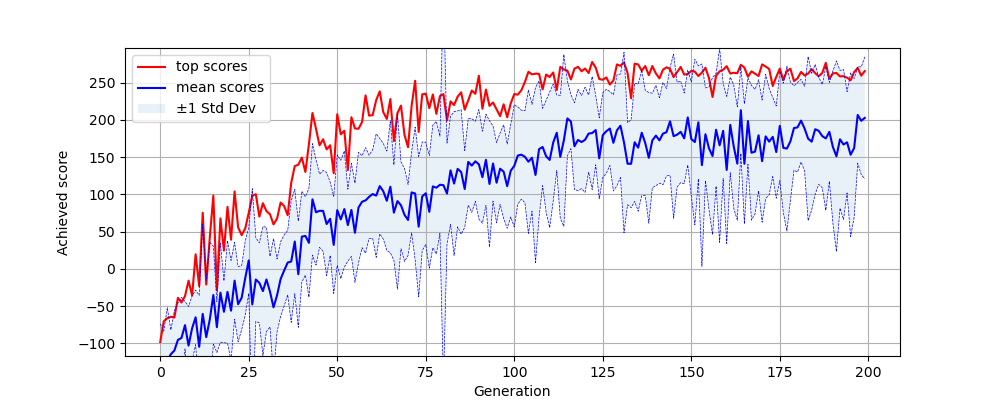 top scores
mean scores
±1 Std Dev
250
200
150
100
50
0
−50
−100
Achieved score
0 25 50 75 100 125 150 175 200
Generation